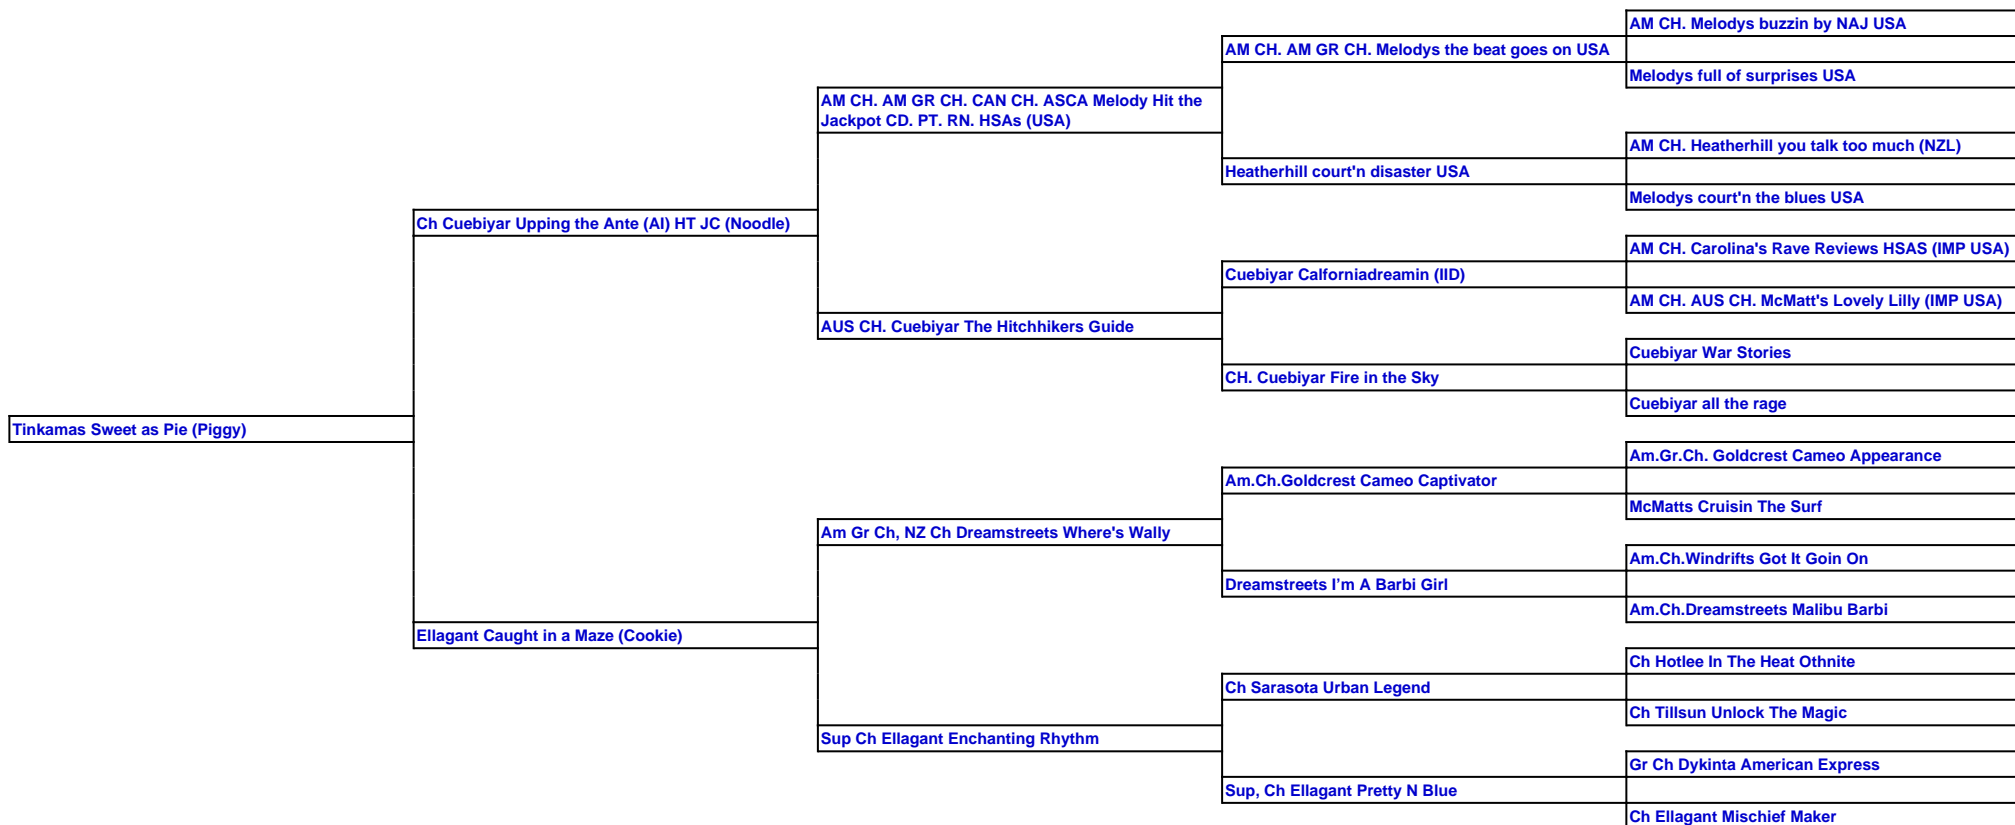 AM CH. Melodys buzzin by NAJ USA
AM CH. AM GR CH. Melodys the beat goes on USA
Melodys full of surprises USA
AM CH. AM GR CH. CAN CH. ASCA Melody Hit the
Jackpot CD. PT. RN. HSAs (USA)
AM CH. Heatherhill you talk too much (NZL)
Heatherhill court'n disaster USA
Melodys court'n the blues USA
Ch Cuebiyar Upping the Ante (AI) HT JC (Noodle)
AM CH. Carolina's Rave Reviews HSAS (IMP USA)
Cuebiyar Calforniadreamin (IID)
AM CH. AUS CH. McMatt's Lovely Lilly (IMP USA)
AUS CH. Cuebiyar The Hitchhikers Guide
Cuebiyar War Stories
CH. Cuebiyar Fire in the Sky
Cuebiyar all the rage
Tinkamas Sweet as Pie (Piggy)
Am.Gr.Ch. Goldcrest Cameo Appearance
Am.Ch.Goldcrest Cameo Captivator
McMatts Cruisin The Surf
Am Gr Ch, NZ Ch Dreamstreets Where's Wally
Am.Ch.Windrifts Got It Goin On
Dreamstreets I’m A Barbi Girl
Am.Ch.Dreamstreets Malibu Barbi
Ellagant Caught in a Maze (Cookie)
Ch Hotlee In The Heat Othnite
Ch Sarasota Urban Legend
Ch Tillsun Unlock The Magic
Sup Ch Ellagant Enchanting Rhythm
Gr Ch Dykinta American Express
Sup, Ch Ellagant Pretty N Blue
Ch Ellagant Mischief Maker